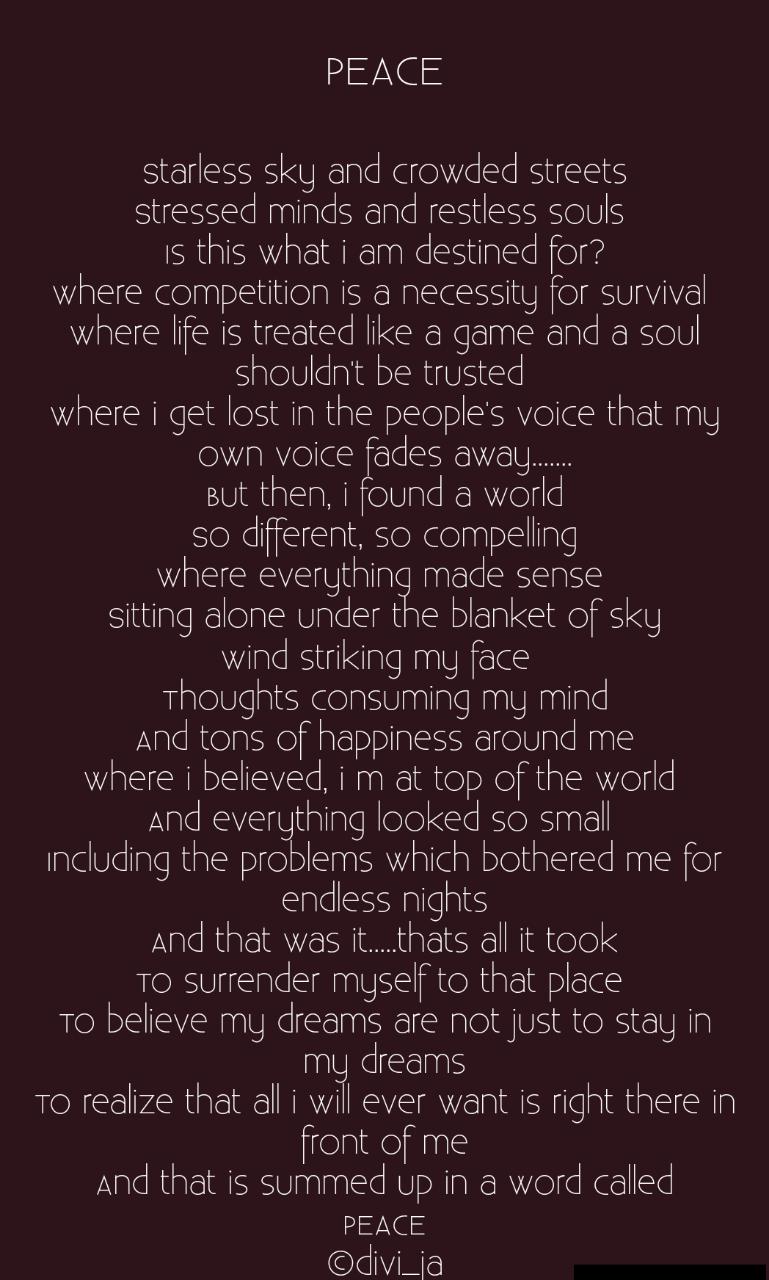 PEACE
Starless sky and crowded streets
Stressed minds and restless souls
Is this what i am destined for?
Where competition is a necessity for survival
Where life is treated like a game and a soul
shouldn't be trusted
Where i get lost in the people's voice that my
own voice fades away.......
But then, i found a world
So different, so compelling
Where everything made sense
Sitting alone under the blanket of sky
Wind striking my face
Thoughts consuming my mind
And tons of happiness around me
Where i believed, i m at top of the world
And everything looked so small
Including the problems which bothered me for
endless nights
And that was it.....thats all it took
To surrender myself to that place
To believe my dreams are not just to stay in
my dreams
To realize that all i will ever want is right there in
front of me
And that is summed up in a word called
PEACE
©divi_ja